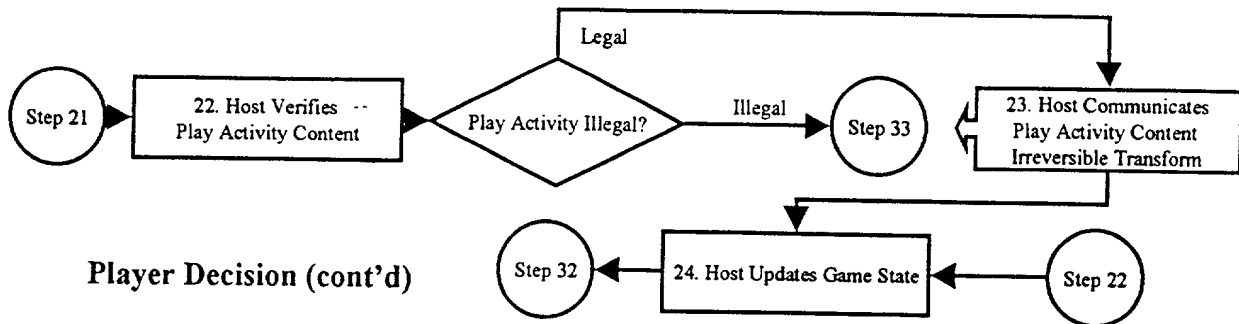 Legal
Step 21
22. Host Verifies
Play Activity Content
Play Activity Illegal?
Illegal
Step 33
23. Host Communicates
Play Activity Content
Irreversible Transform
Player Decision (cont'd)
Step 32
24. Host Updates Game State
Step 22